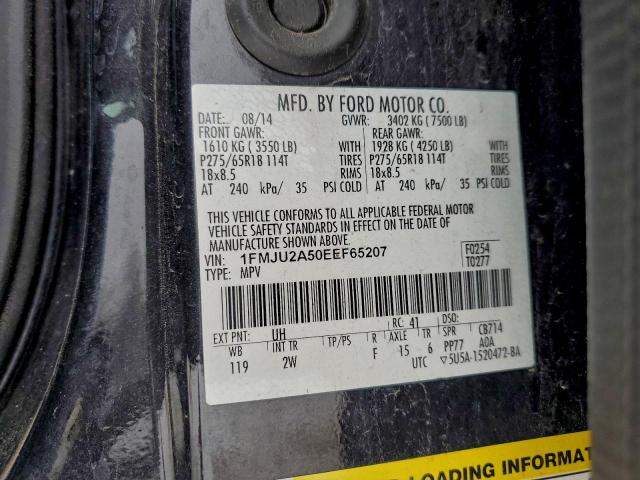 MFD. BY FORD MOTOR CO.
DATE: 08/14 GVWR: 3402 KG ( 7500 LB)
FRONT GAWR: REAR GAWR:
1610 KG ( 3550 LB) WITH 1928 KG ( 4250 LB) WITH
P275/65R18 114T TIRES P275/65R18 114T TIRES
18x8.5 RIMS 18x8.5 RIMS
AT 240 kPa/ 35 PSI COLD AT 240 kPa/ 35 PSI COLD
THIS VEHICLE CONFORMS TO ALL APPLICABLE FEDERAL MOTOR
VEHICLE SAFETY STANDARDS IN EFFECT ON THE DATE OF
MANUFACTURE SHOWN ABOVE.
VIN: 1FMJU2A50EEF65207 F0254
TYPE: MPV T0277
EXT PNT: UH RC: 41 DSO:
WB INT TR TP/PS R AXLE TR SPR CB714
119 2W F 15 6 PP77 A0A
UTC ▽5U5A-1520472-BA
LOADING INFORMAT